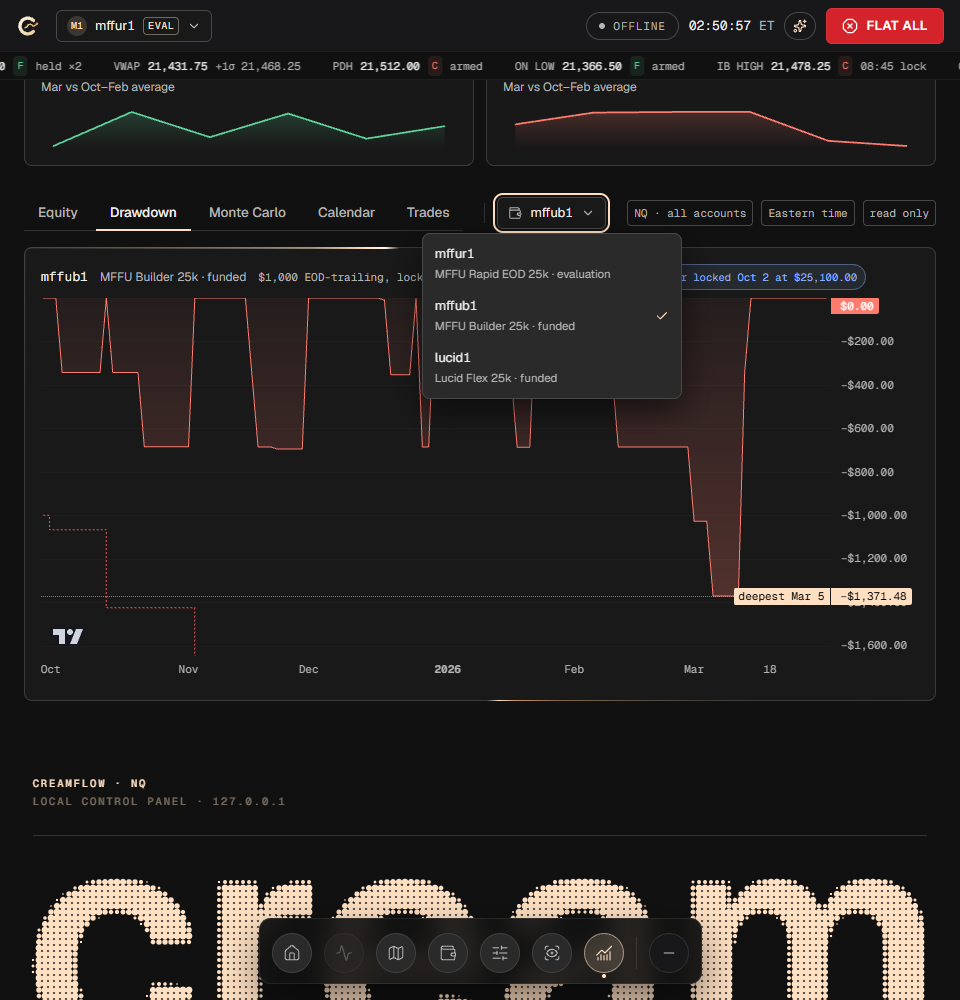 M1 mffur1 EVAL
OFFLINE 02:50:57 ET FLAT ALL
0 F held ×2 VWAP 21,431.75 +1σ 21,468.25 PDH 21,512.00 C armed ON LOW 21,366.50 F armed IB HIGH 21,478.25 C 08:45 lock
Mar vs Oct–Feb average
Mar vs Oct–Feb average
Equity Drawdown Monte Carlo Calendar Trades mffub1 NQ · all accounts Eastern time read only
mffur1
MFFU Rapid EOD 25k · evaluation
mffub1
MFFU Builder 25k · funded
lucid1
Lucid Flex 25k · funded
mffub1 MFFU Builder 25k · funded $1,000 EOD-trailing, lock
r locked Oct 2 at $25,100.00
$0.00
−$200.00
−$400.00
−$600.00
−$800.00
−$1,000.00
−$1,200.00
deepest Mar 5 −$1,371.48
−$1,600.00
Oct Nov Dec 2026 Feb Mar 18
CREAMFLOW · NQ
LOCAL CONTROL PANEL · 127.0.0.1
cream